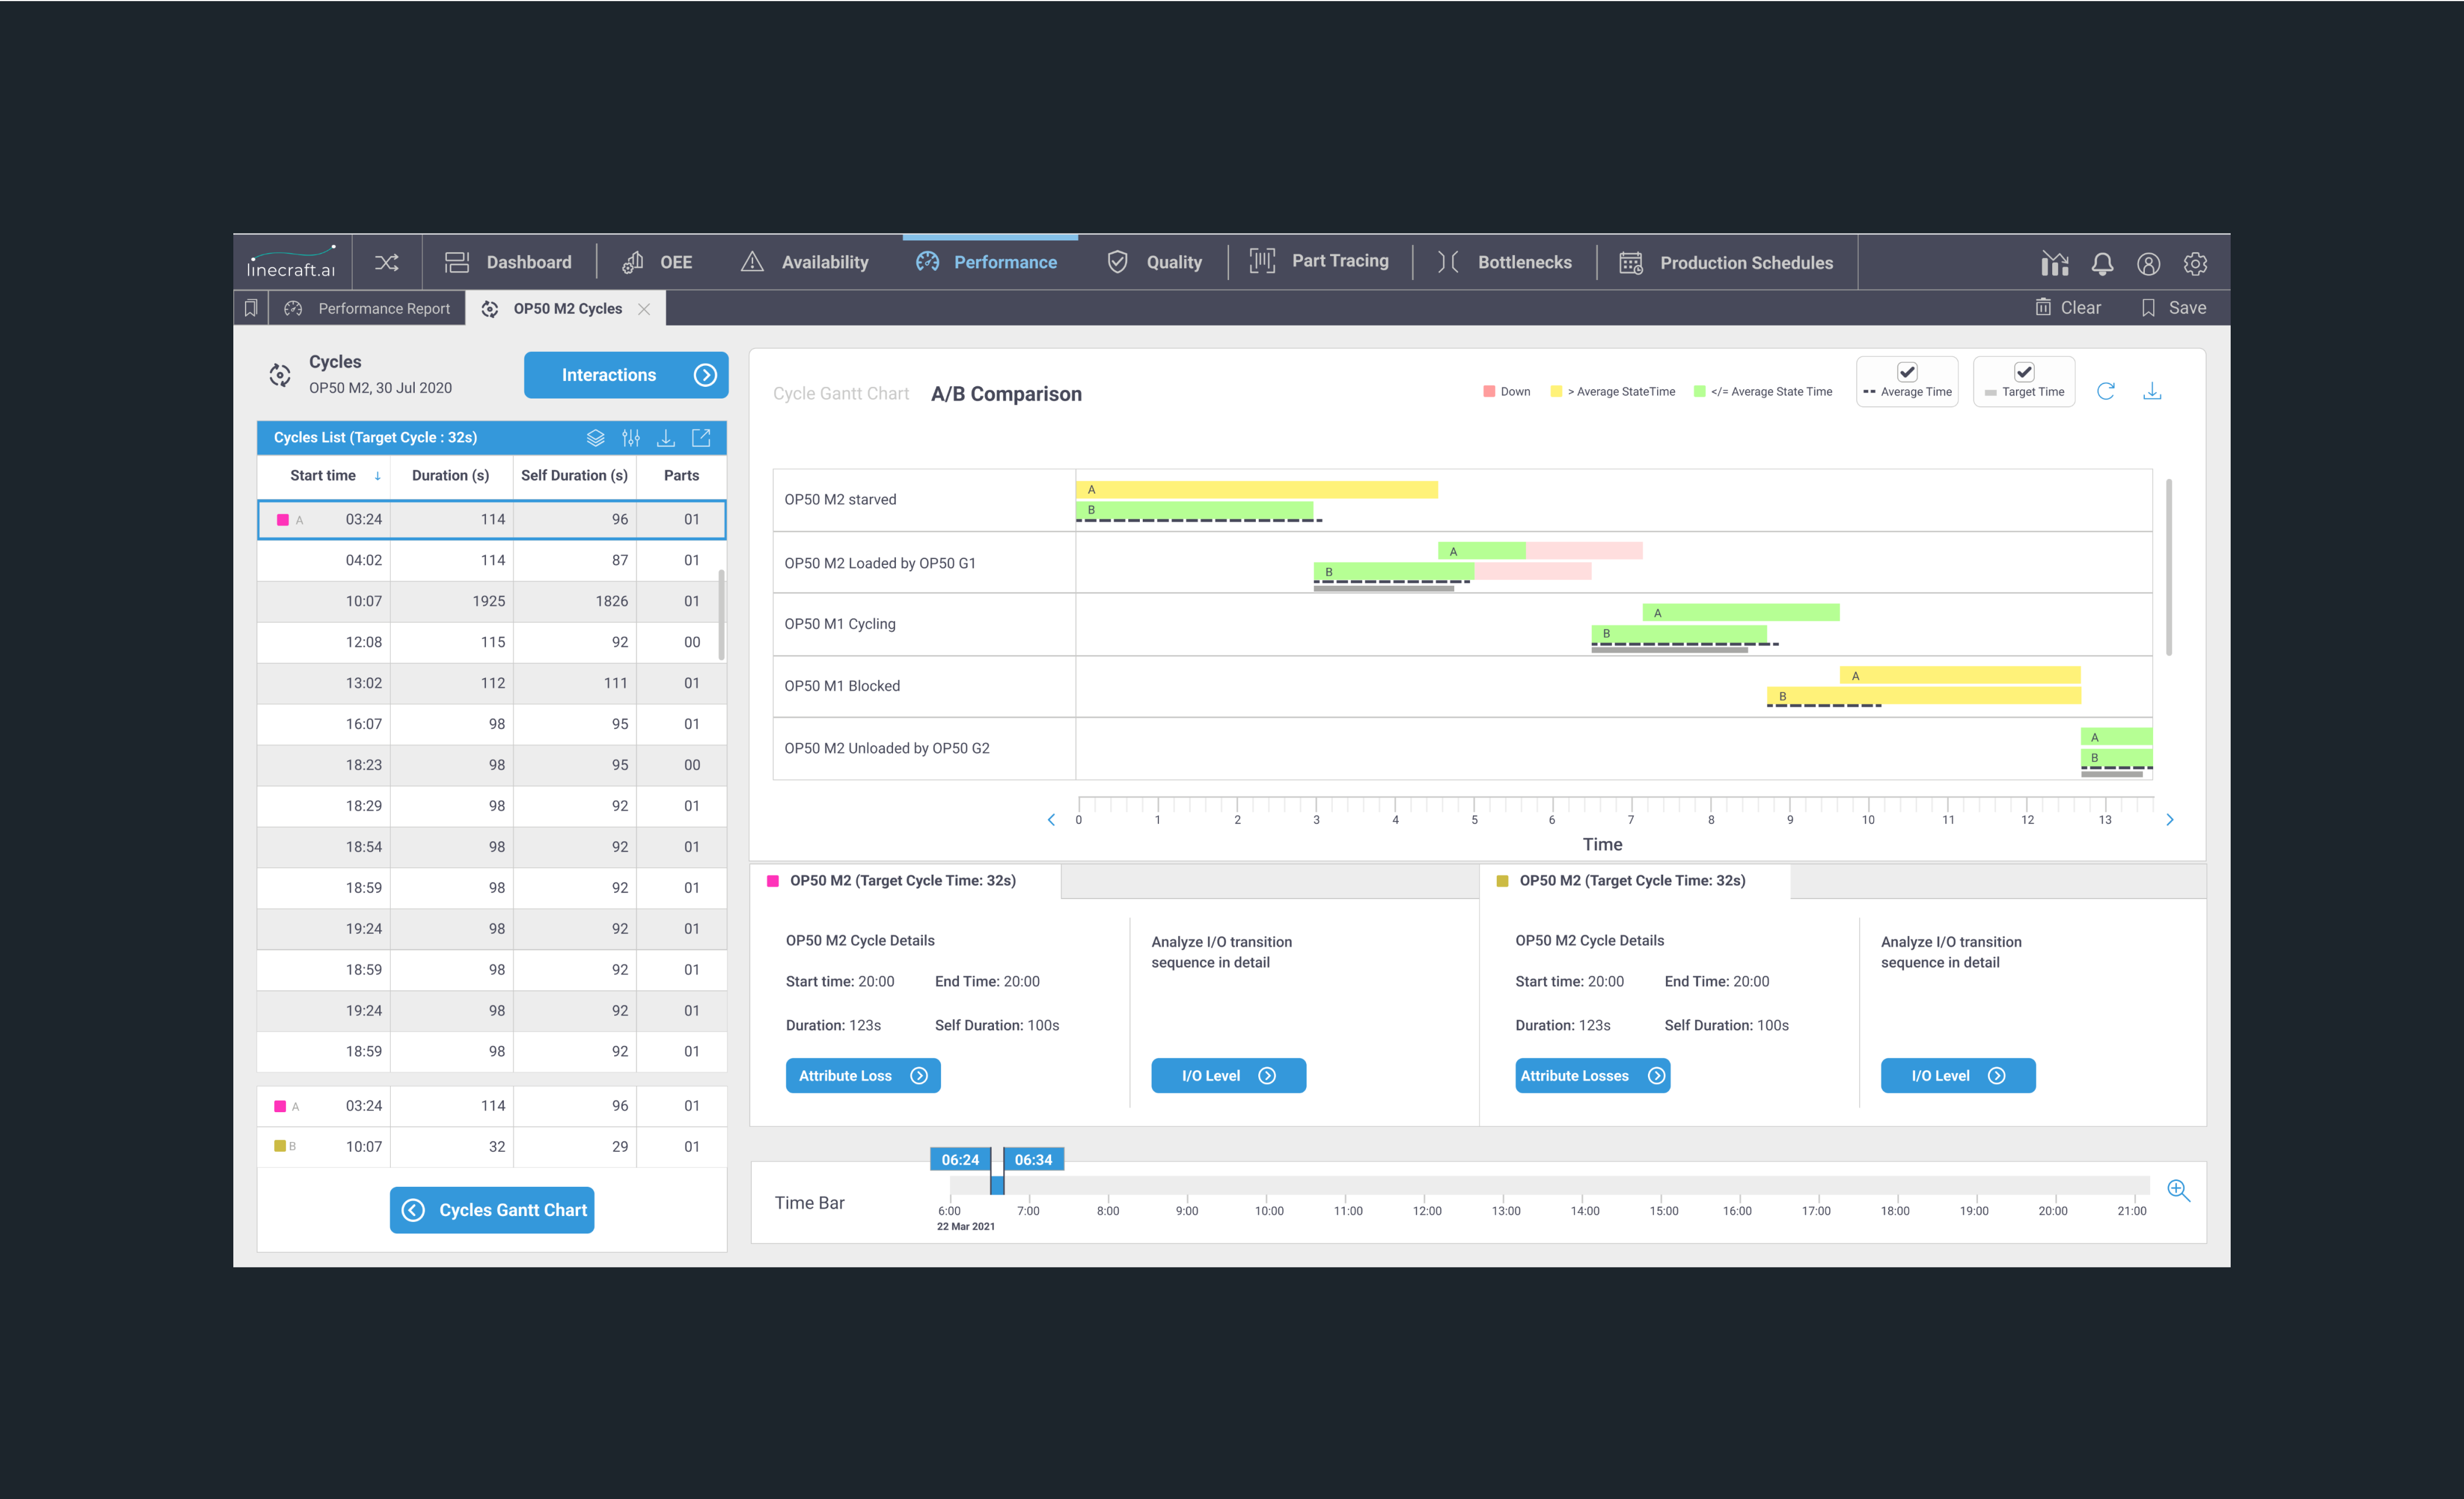 linecraft.ai
Dashboard
OEE
Availability
Performance
Quality
Part Tracing
Bottlenecks
Production Schedules
Performance Report
OP50 M2 Cycles
Clear
Save
Cycles
OP50 M2, 30 Jul 2020
Interactions
Cycles List (Target Cycle : 32s)
Start time Duration (s) Self Duration (s) Parts
A 03:24 114 96 01
04:02 114 87 01
10:07 1925 1826 01
12:08 115 92 00
13:02 112 111 01
16:07 98 95 01
18:23 98 95 00
18:29 98 92 01
18:54 98 92 01
18:59 98 92 01
19:24 98 92 01
18:59 98 92 01
19:24 98 92 01
18:59 98 92 01
A 03:24 114 96 01
B 10:07 32 29 01
Cycles Gantt Chart
Cycle Gantt Chart A/B Comparison
Down > Average StateTime </= Average State Time
Average Time
Target Time
OP50 M2 starved
A
B
OP50 M2 Loaded by OP50 G1
A
B
OP50 M1 Cycling
A
B
OP50 M1 Blocked
A
B
OP50 M2 Unloaded by OP50 G2
A
B
0 1 2 3 4 5 6 7 8 9 10 11 12 13
Time
OP50 M2 (Target Cycle Time: 32s)
OP50 M2 Cycle Details
Start time: 20:00 End Time: 20:00
Duration: 123s Self Duration: 100s
Attribute Loss
Analyze I/O transition
sequence in detail
I/O Level
OP50 M2 (Target Cycle Time: 32s)
OP50 M2 Cycle Details
Start time: 20:00 End Time: 20:00
Duration: 123s Self Duration: 100s
Attribute Losses
Analyze I/O transition
sequence in detail
I/O Level
06:24 06:34
Time Bar
6:00 7:00 8:00 9:00 10:00 11:00 12:00 13:00 14:00 15:00 16:00 17:00 18:00 19:00 20:00 21:00
22 Mar 2021